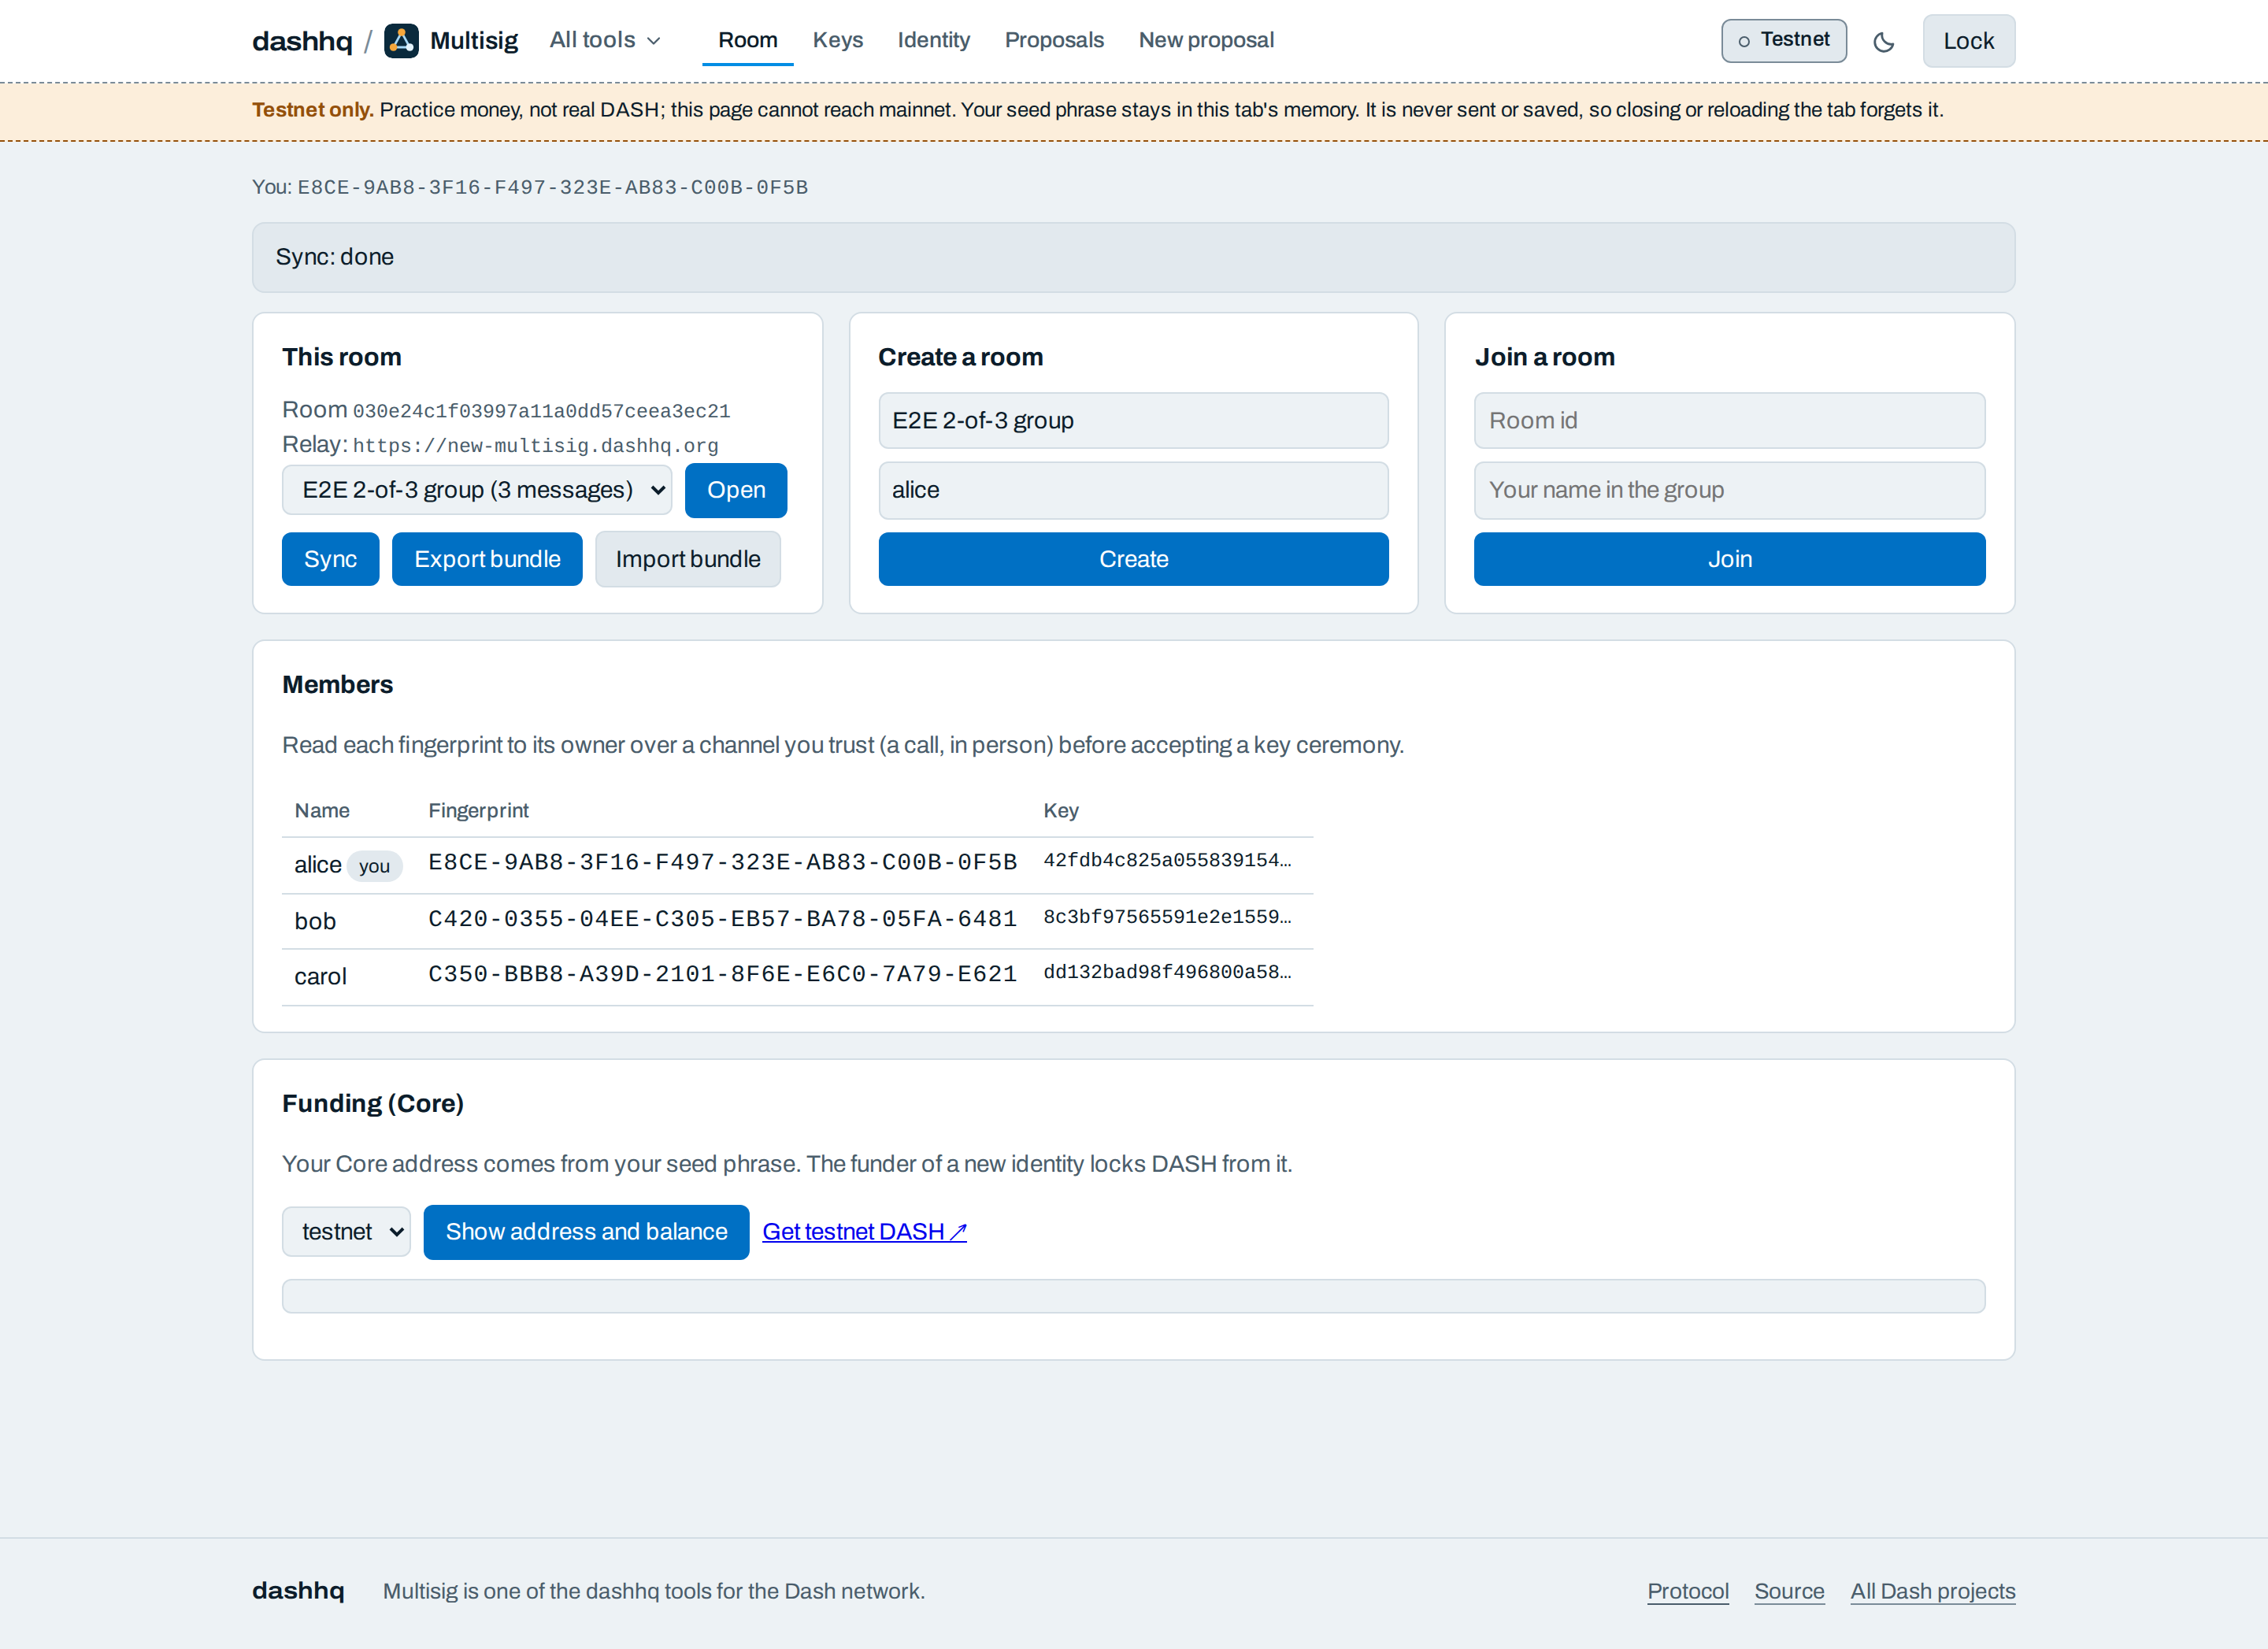 dashhq / Multisig All tools Room Keys Identity Proposals New proposal Testnet Lock
Testnet only. Practice money, not real DASH; this page cannot reach mainnet. Your seed phrase stays in this tab's memory. It is never sent or saved, so closing or reloading the tab forgets it.
You: E8CE-9AB8-3F16-F497-323E-AB83-C00B-0F5B
Sync: done
This room
Room 030e24c1f03997a11a0dd57ceea3ec21
Relay: https://new-multisig.dashhq.org
E2E 2-of-3 group (3 messages) Open
Sync Export bundle Import bundle
Create a room
E2E 2-of-3 group
alice
Create
Join a room
Room id
Your name in the group
Join
Members
Read each fingerprint to its owner over a channel you trust (a call, in person) before accepting a key ceremony.
Name Fingerprint Key
alice you E8CE-9AB8-3F16-F497-323E-AB83-C00B-0F5B 42fdb4c825a055839154…
bob C420-0355-04EE-C305-EB57-BA78-05FA-6481 8c3bf97565591e2e1559…
carol C350-BBB8-A39D-2101-8F6E-E6C0-7A79-E621 dd132bad98f496800a58…
Funding (Core)
Your Core address comes from your seed phrase. The funder of a new identity locks DASH from it.
testnet Show address and balance Get testnet DASH ↗
dashhq Multisig is one of the dashhq tools for the Dash network. Protocol Source All Dash projects